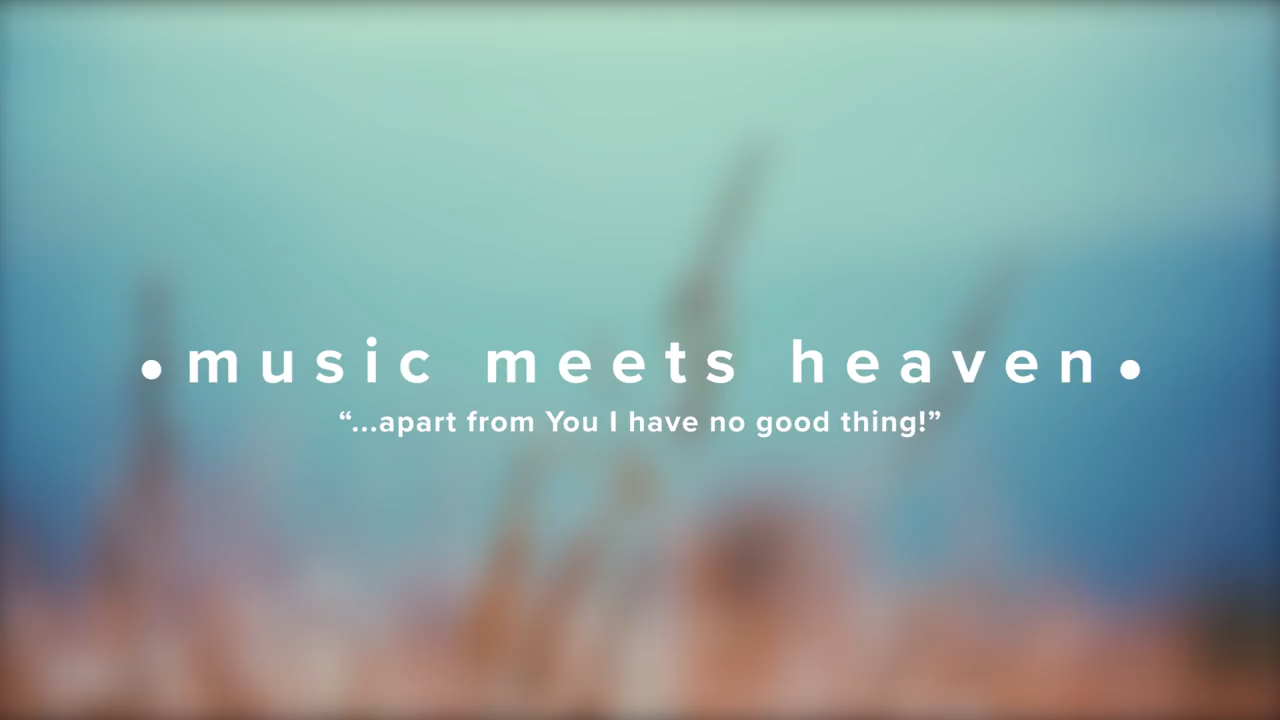 • music meets heaven •
“...apart from You I have no good thing!”